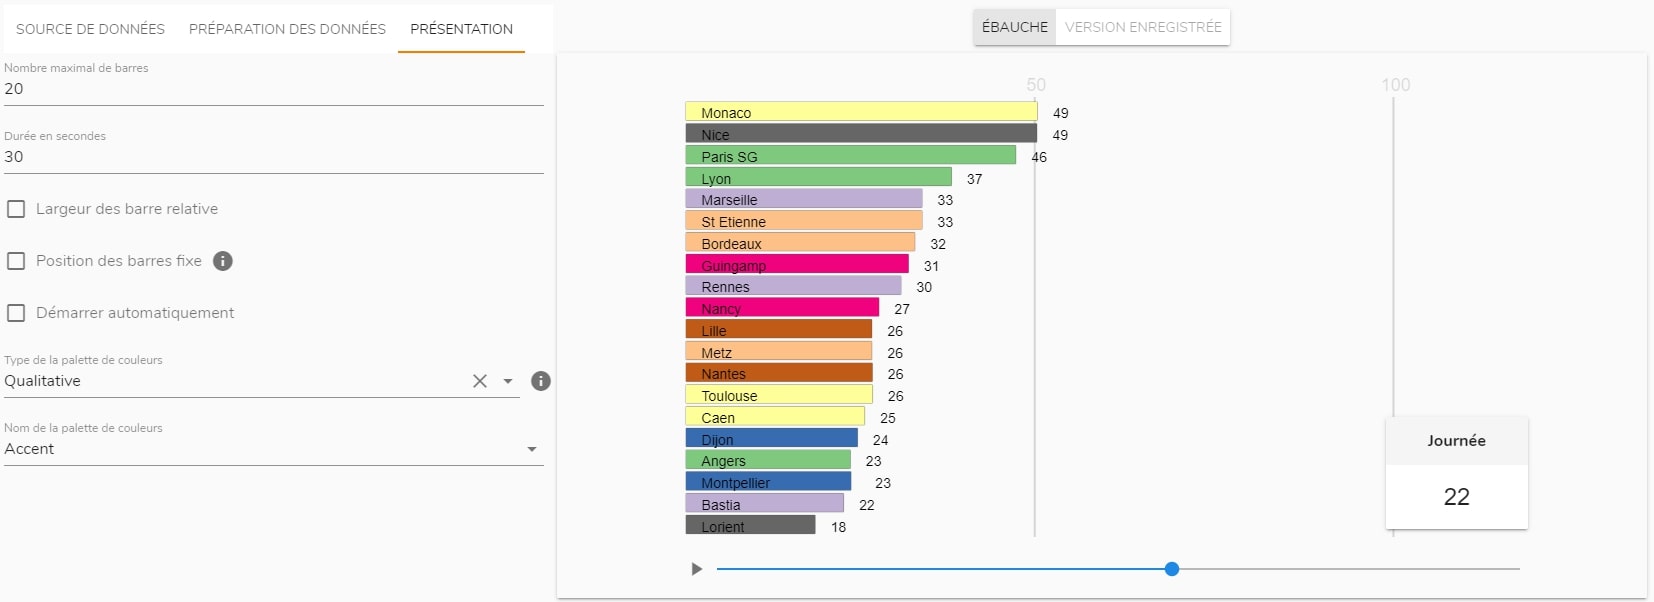 SOURCE DE DONNÉES PRÉPARATION DES DONNÉES PRÉSENTATION
Nombre maximal de barres
20
Durée en secondes
30
Largeur des barre relative
Position des barres fixe
Démarrer automatiquement
Type de la palette de couleurs
Qualitative
Nom de la palette de couleurs
Accent
ÉBAUCHE VERSION ENREGISTRÉE
50 100
Monaco 49
Nice 49
Paris SG 46
Lyon 37
Marseille 33
St Etienne 33
Bordeaux 32
Guingamp 31
Rennes 30
Nancy 27
Lille 26
Metz 26
Nantes 26
Toulouse 26
Caen 25
Dijon 24
Angers 23
Montpellier 23
Bastia 22
Lorient 18
Journée
22